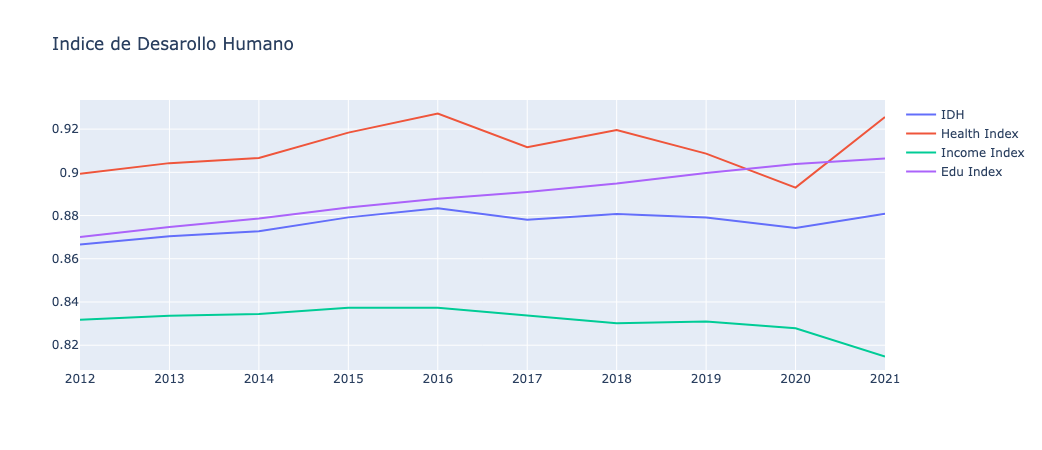 Indice de Desarollo Humano
IDH
Health Index
Income Index
Edu Index
0.92
0.9
0.88
0.86
0.84
0.82
2012 2013 2014 2015 2016 2017 2018 2019 2020 2021